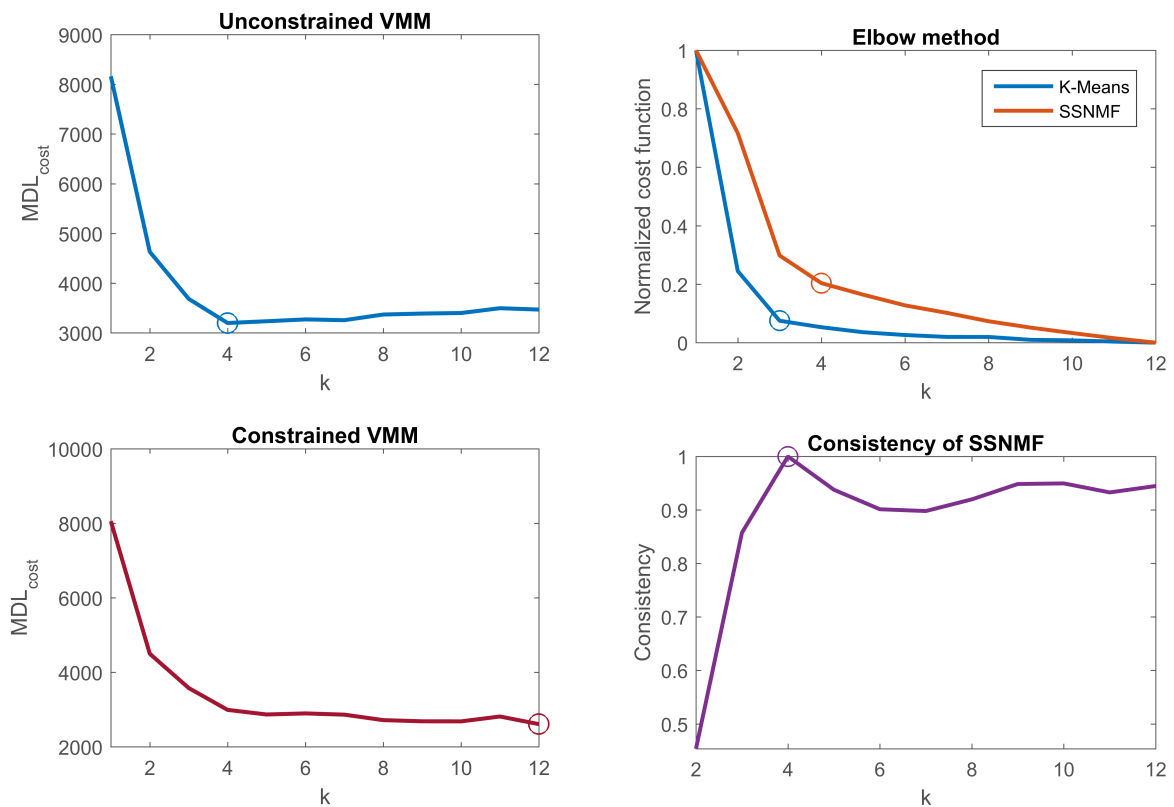 Unconstrained VMM
9000
8000
7000
6000
5000
4000
3000
MDL_cost
2 4 6 8 10 12
k
Elbow method
1
0.8
0.6
0.4
0.2
0
Normalized cost function
K-Means
SSNMF
2 4 6 8 10 12
k
Constrained VMM
10000
8000
6000
4000
2000
MDL_cost
2 4 6 8 10 12
k
Consistency of SSNMF
1
0.9
0.8
0.7
0.6
0.5
Consistency
2 4 6 8 10 12
k